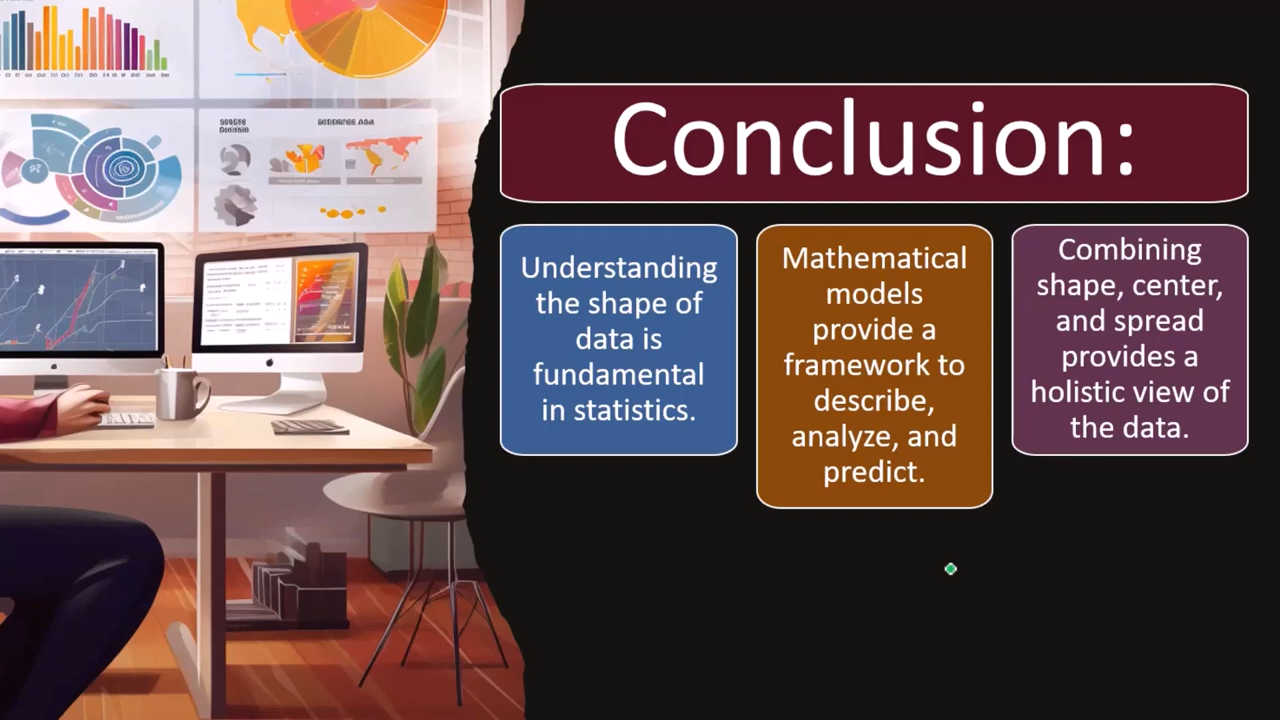 Conclusion:
Understanding
the shape of
data is
fundamental
in statistics.
Mathematical
models
provide a
framework to
describe,
analyze, and
predict.
Combining
shape, center,
and spread
provides a
holistic view of
the data.